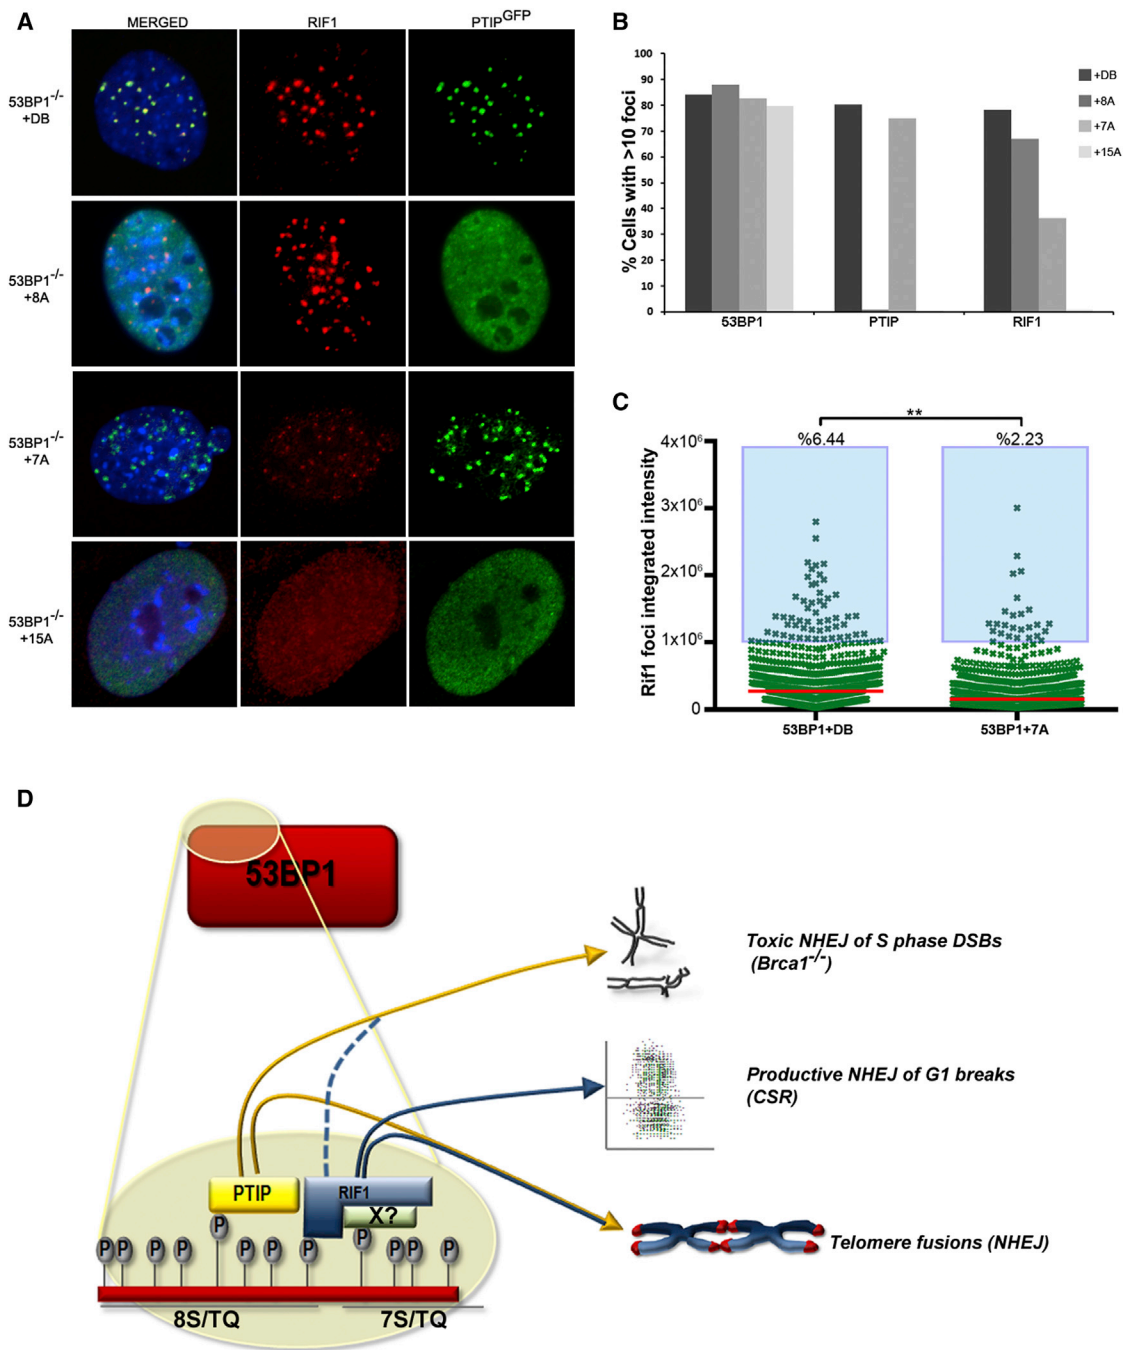 A
MERGED
RIF1
PTIP^GFP
53BP1^-/-
+DB
53BP1^-/-
+8A
53BP1^-/-
+7A
53BP1^-/-
+15A
B
% Cells with >10 foci
100
90
80
70
60
50
40
30
20
10
0
53BP1
PTIP
RIF1
+DB
+8A
+7A
+15A
C
**
%6.44
%2.23
Rif1 foci integrated intensity
4x10^6
3x10^6
2x10^6
1x10^6
0
53BP1+DB
53BP1+7A
D
53BP1
Toxic NHEJ of S phase DSBs
(Brca1^-/-)
Productive NHEJ of G1 breaks
(CSR)
Telomere fusions (NHEJ)
PTIP
RIF1
X?
P
P
P
P
P
P
P
P
P
P
P
P
8S/TQ
7S/TQ